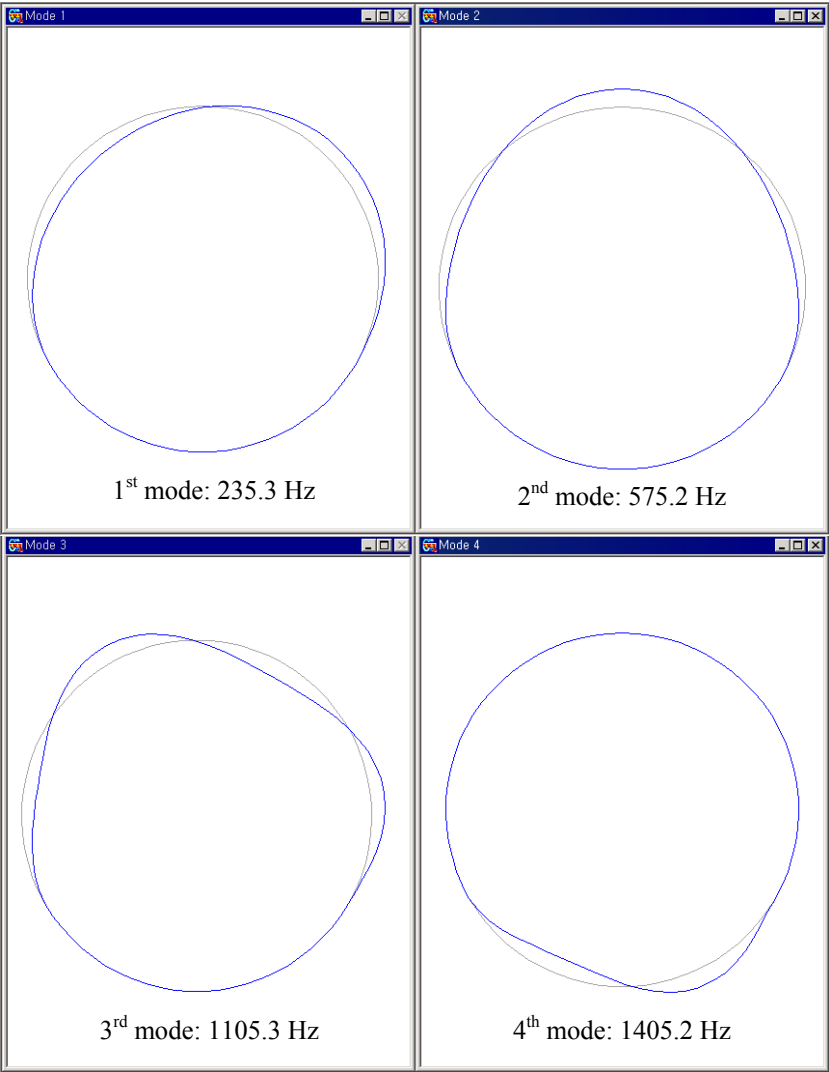 Mode 1
Mode 2
1st mode: 235.3 Hz
2nd mode: 575.2 Hz
Mode 3
Mode 4
3rd mode: 1105.3 Hz
4th mode: 1405.2 Hz